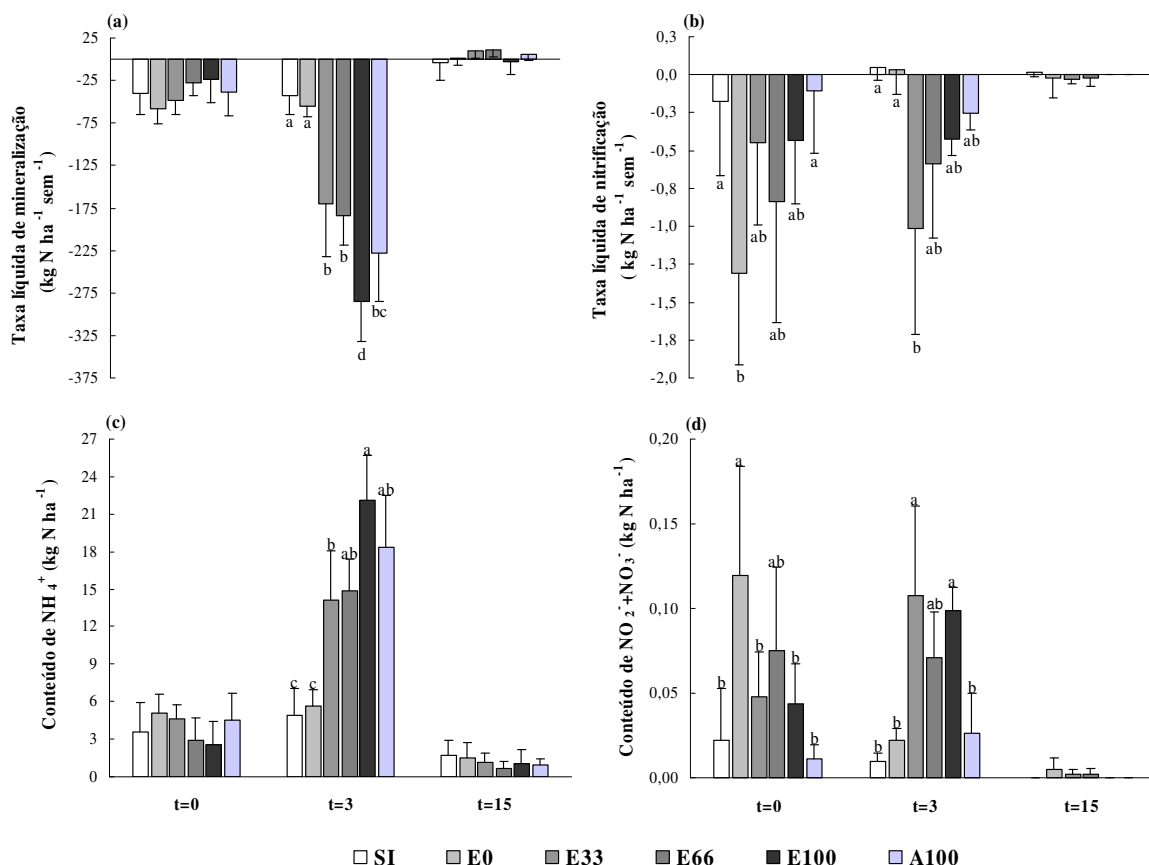 (a)
Taxa líquida de mineralização
(kg N ha⁻¹ sem⁻¹)
25
-25
-75
-125
-175
-225
-275
-325
-375
a
a
b
b
d
bc
(b)
Taxa líquida de nitrificação
( kg N ha⁻¹ sem⁻¹)
0,3
0,0
-0,3
-0,5
-0,8
-1,0
-1,3
-1,5
-1,8
-2,0
a
b
ab
ab
ab
a
a
a
b
ab
ab
ab
(c)
Conteúdo de NH₄⁺ (kg N ha⁻¹)
27
24
21
18
15
12
9
6
3
0
c
c
b
ab
a
ab
t=0
t=3
t=15
(d)
Conteúdo de NO₂⁻+NO₃⁻ (kg N ha⁻¹)
0,20
0,15
0,10
0,05
0,00
b
a
b
ab
b
b
b
b
a
ab
a
b
t=0
t=3
t=15
SI E0 E33 E66 E100 A100